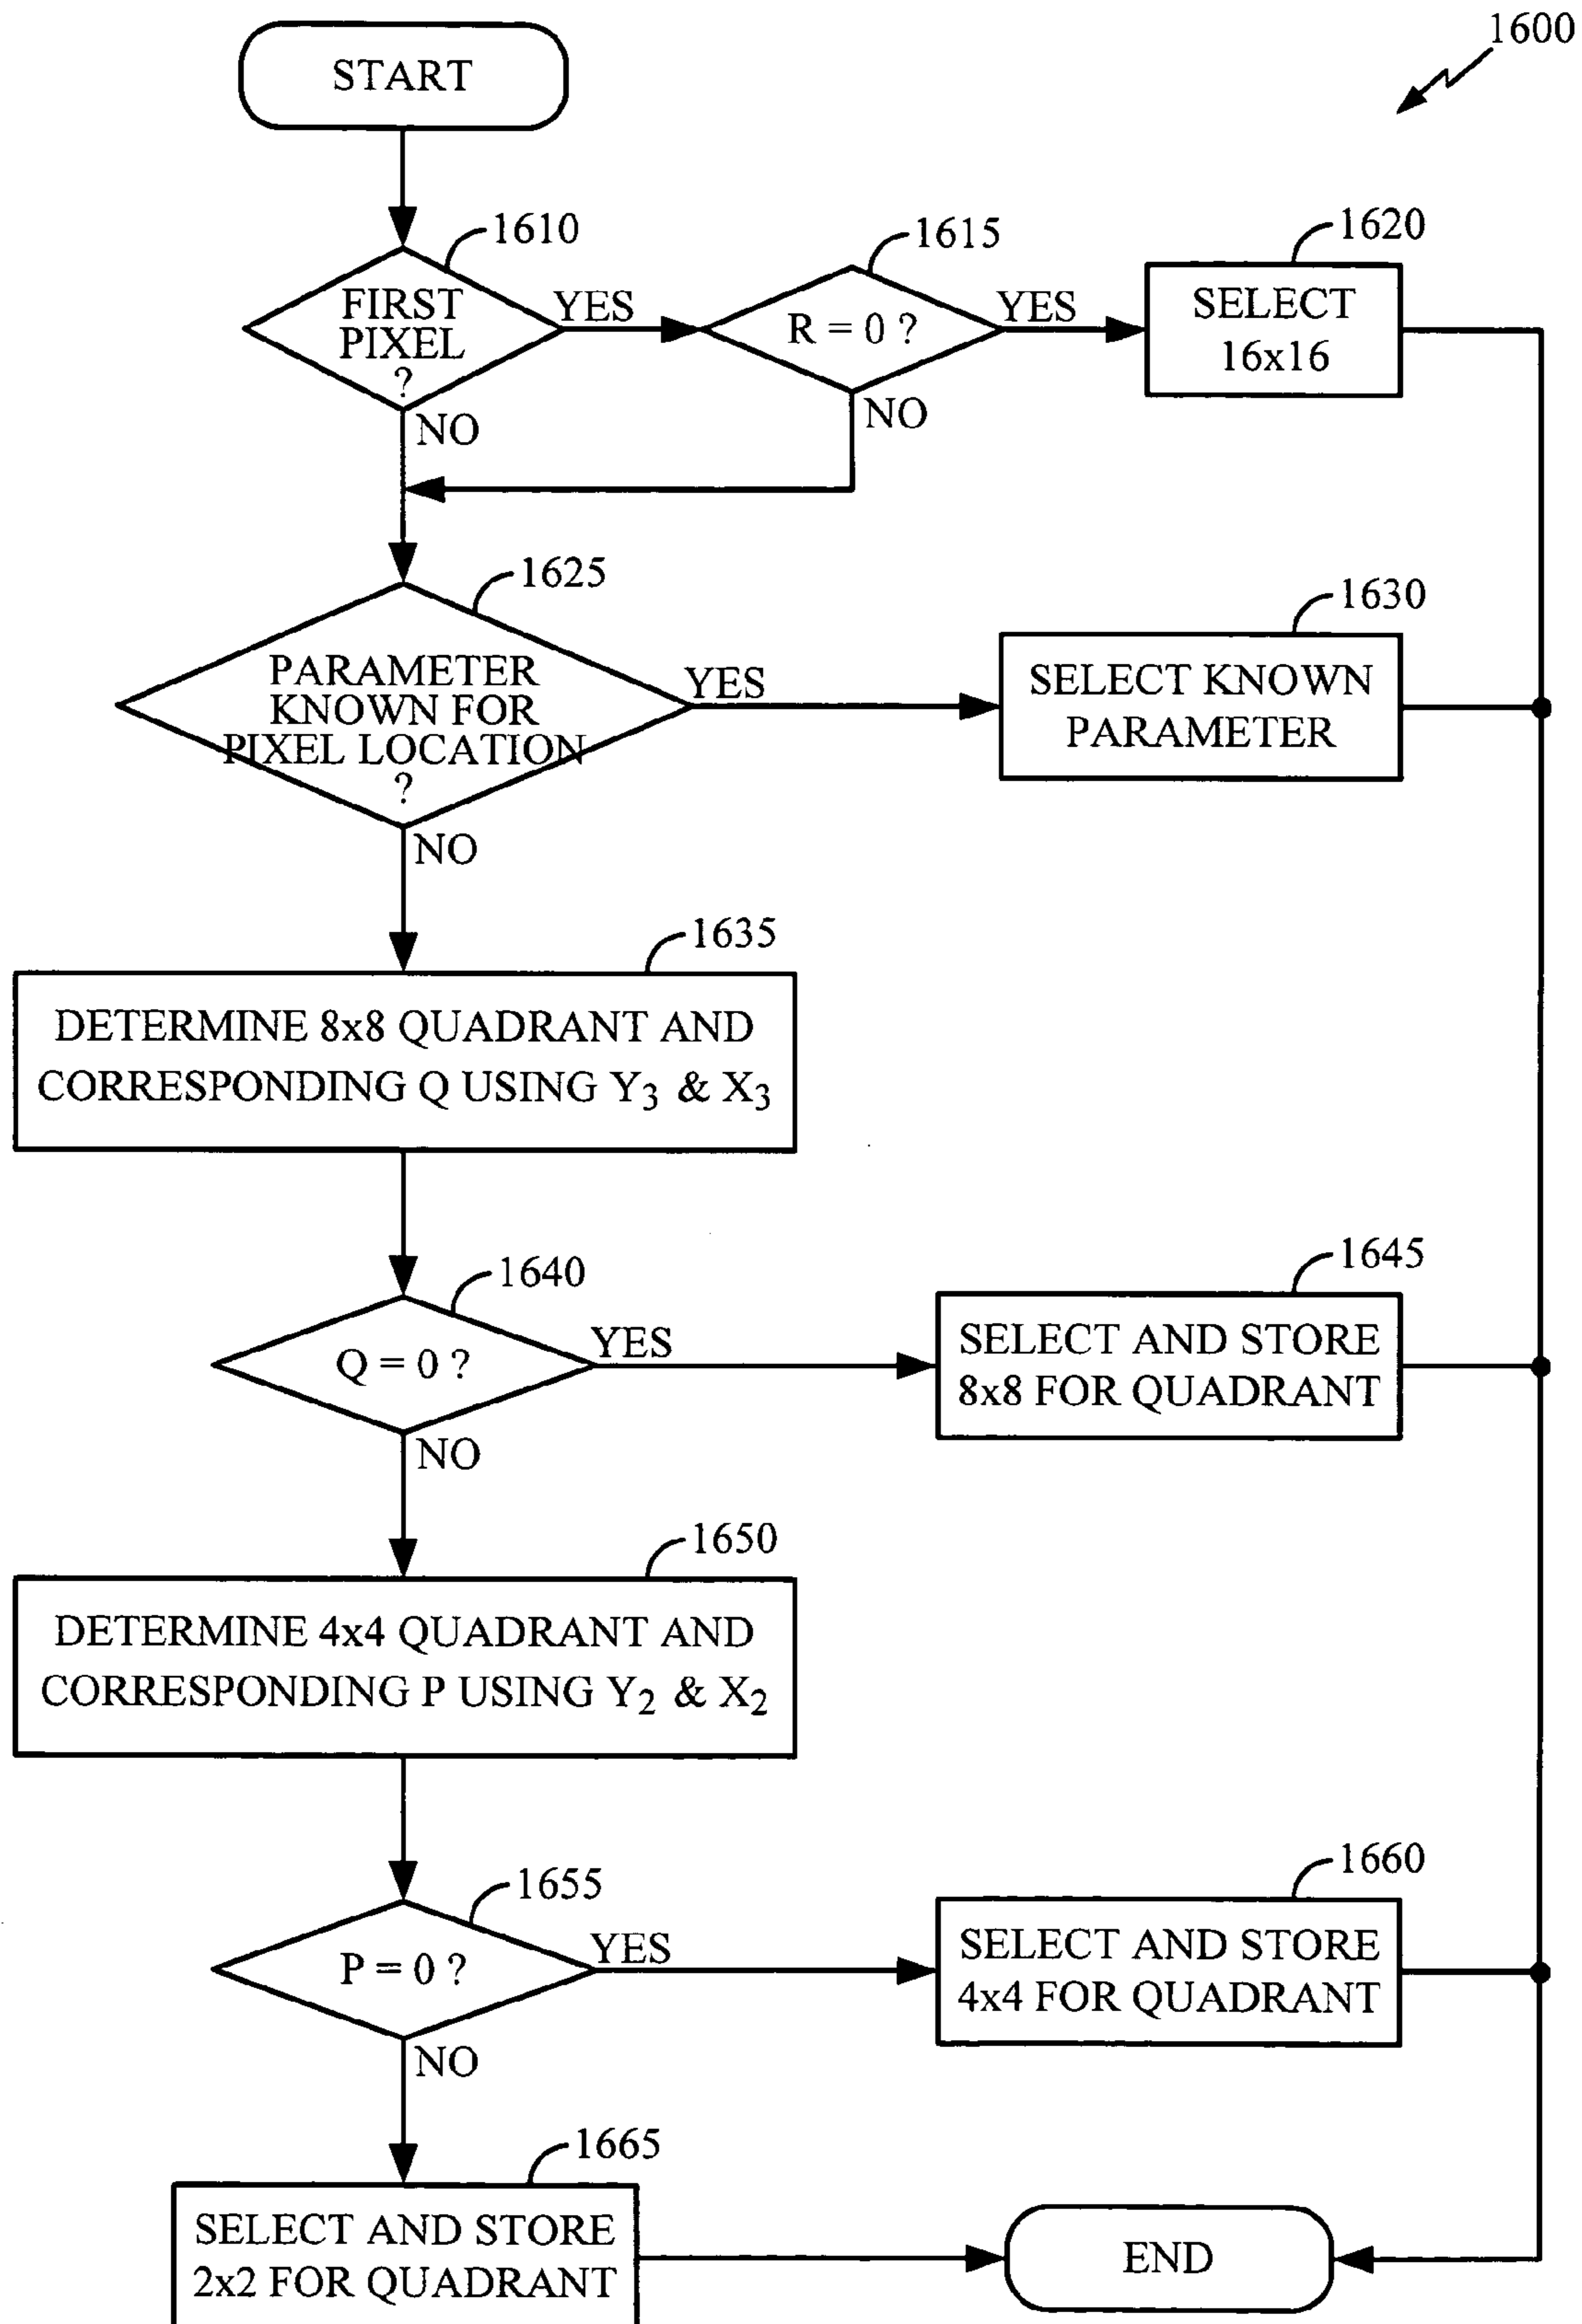 1600
START
1610
FIRST
PIXEL
?
YES
NO
1615
R = 0 ?
YES
NO
1620
SELECT
16x16
1625
PARAMETER
KNOWN FOR
PIXEL LOCATION
?
YES
NO
1630
SELECT KNOWN
PARAMETER
1635
DETERMINE 8x8 QUADRANT AND
CORRESPONDING Q USING Y3 & X3
1640
Q = 0 ?
YES
NO
1645
SELECT AND STORE
8x8 FOR QUADRANT
1650
DETERMINE 4x4 QUADRANT AND
CORRESPONDING P USING Y2 & X2
1655
P = 0 ?
YES
NO
1660
SELECT AND STORE
4x4 FOR QUADRANT
1665
SELECT AND STORE
2x2 FOR QUADRANT
END